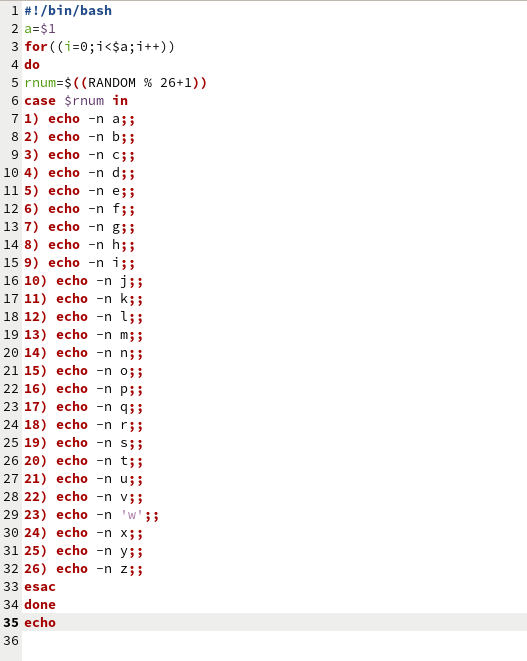 1 #!/bin/bash
2 a=$1
3 for((i=0;i<$a;i++))
4 do
5 rnum=$((RANDOM % 26+1))
6 case $rnum in
7 1) echo -n a;;
8 2) echo -n b;;
9 3) echo -n c;;
10 4) echo -n d;;
11 5) echo -n e;;
12 6) echo -n f;;
13 7) echo -n g;;
14 8) echo -n h;;
15 9) echo -n i;;
16 10) echo -n j;;
17 11) echo -n k;;
18 12) echo -n l;;
19 13) echo -n m;;
20 14) echo -n n;;
21 15) echo -n o;;
22 16) echo -n p;;
23 17) echo -n q;;
24 18) echo -n r;;
25 19) echo -n s;;
26 20) echo -n t;;
27 21) echo -n u;;
28 22) echo -n v;;
29 23) echo -n 'w';;
30 24) echo -n x;;
31 25) echo -n y;;
32 26) echo -n z;;
33 esac
34 done
35 echo
36